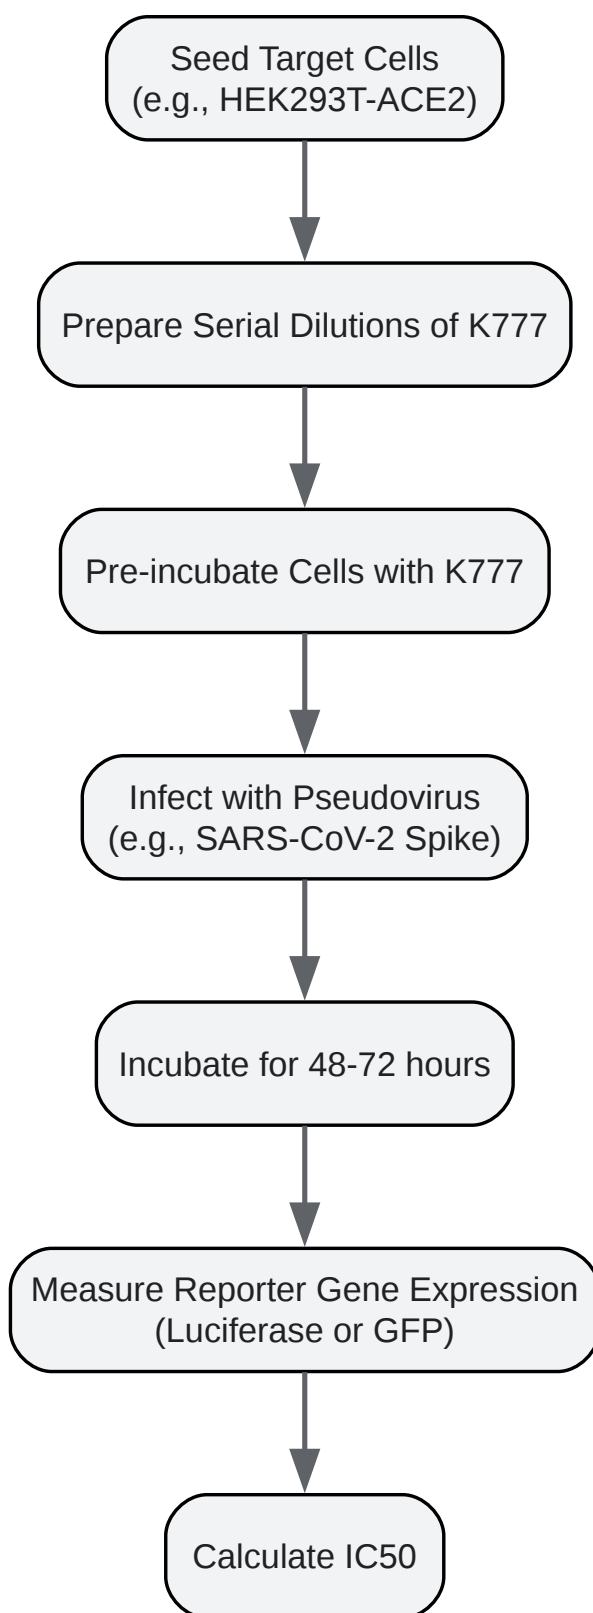 Seed Target Cells
(e.g., HEK293T-ACE2)
Prepare Serial Dilutions of K777
Pre-incubate Cells with K777
Infect with Pseudovirus
(e.g., SARS-CoV-2 Spike)
Incubate for 48-72 hours
Measure Reporter Gene Expression
(Luciferase or GFP)
Calculate IC50